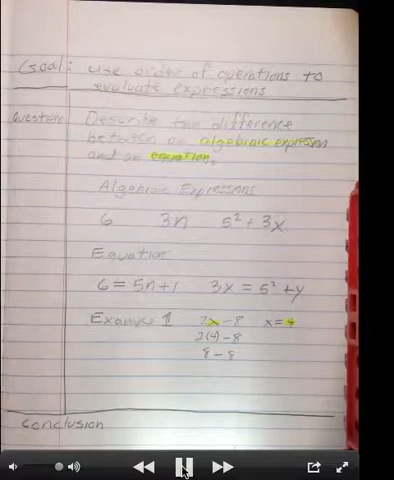 Goal: use order of operations to
evaluate expressions
Questions Describe the difference
between an algebraic expression
and an equation.
Algebraic Expressions
6 3n 5² + 3x
Equation
6 = 5n+1 3x = 5² + y
Example 1 2x - 8 x = 4
2(4) - 8
8 - 8
Conclusion